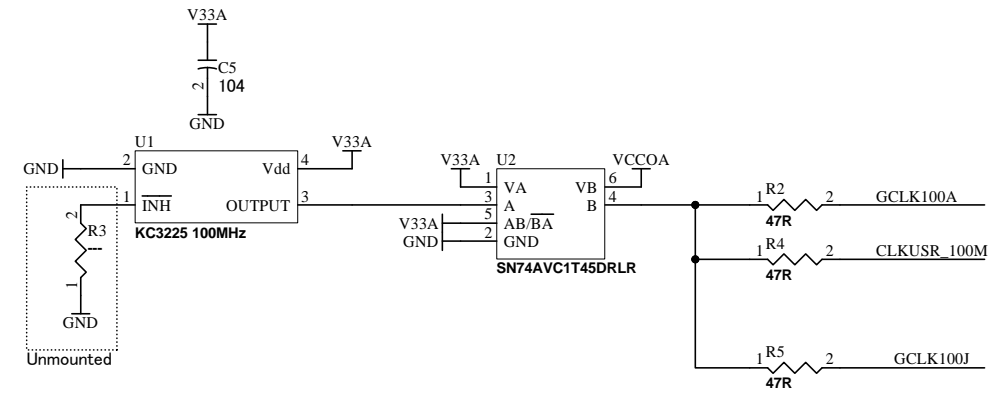 V33A
C5
2
104
GND
U1
GND 2 GND Vdd 4 V33A
1 INH OUTPUT 3
KC3225 100MHz
2
R3
---
1
GND
Unmounted
U2
V33A 1 VA VB 6 VCCOA
3 A B 4
V33A 5 AB/BA
GND 2 GND
SN74AVC1T45DRLR
1 R2 2 GCLK100A
47R
1 R4 2 CLKUSR_100M
47R
1 R5 2 GCLK100J
47R